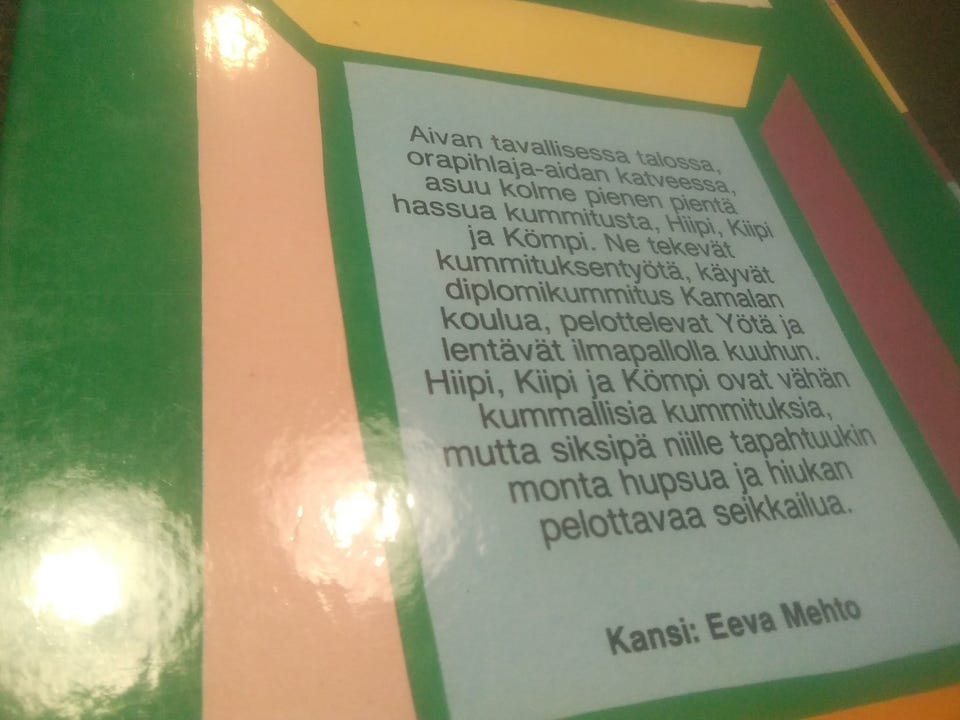 Aivan tavallisessa talossa,
orapihlaja-aidan katveessa,
asuu kolme pienen pientä
hassua kummitusta, Hiipi, Kiipi
ja Kömpi. Ne tekevät
kummituksentyötä, käyvät
diplomikummitus Kamalan
koulua, pelottelevat Yötä ja
lentävät ilmapallolla kuuhun.
Hiipi, Kiipi ja Kömpi ovat vähän
kummallisia kummituksia,
mutta siksipä niille tapahtuukin
monta hupsua ja hiukan
pelottavaa seikkailua.
Kansi: Eeva Mehto